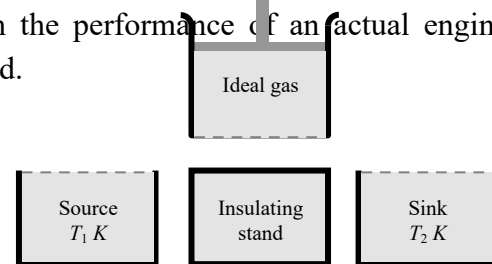 n the performance of an actual engin
d.
Ideal gas
Source
T₁ K
Insulating
stand
Sink
T₂ K